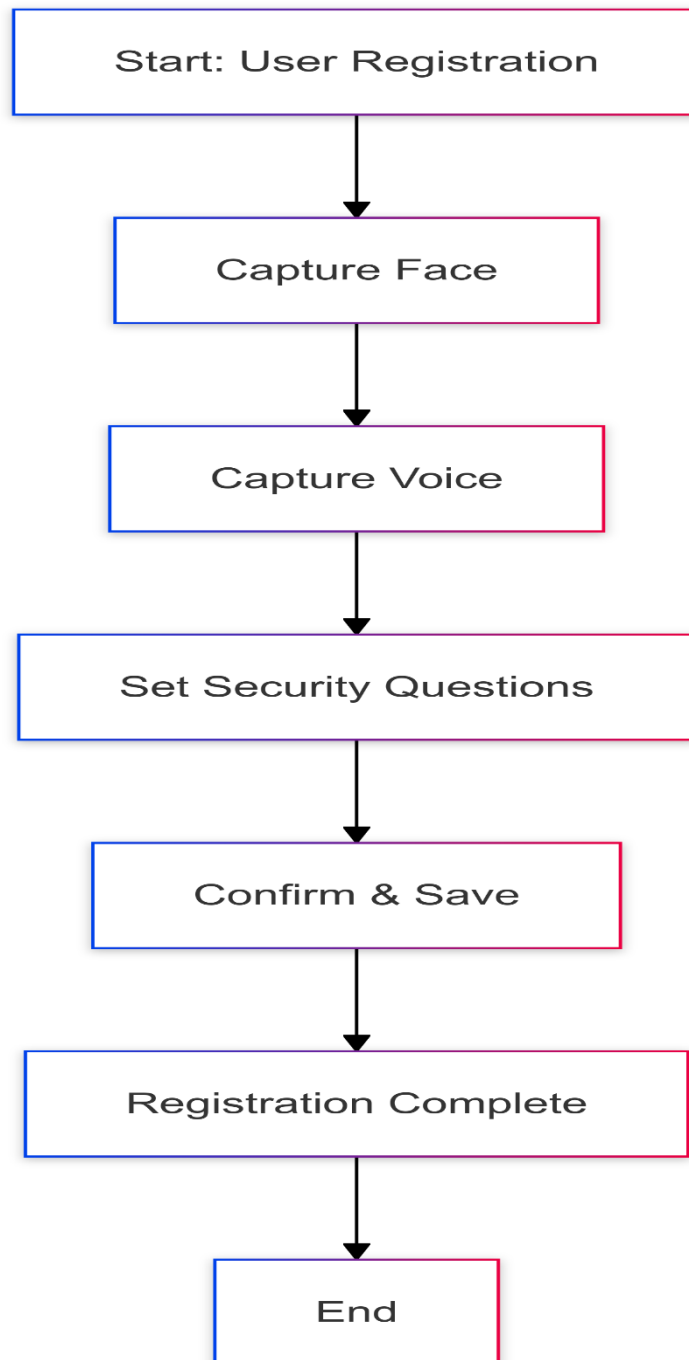 Start: User Registration
Capture Face
Capture Voice
Set Security Questions
Confirm & Save
Registration Complete
End